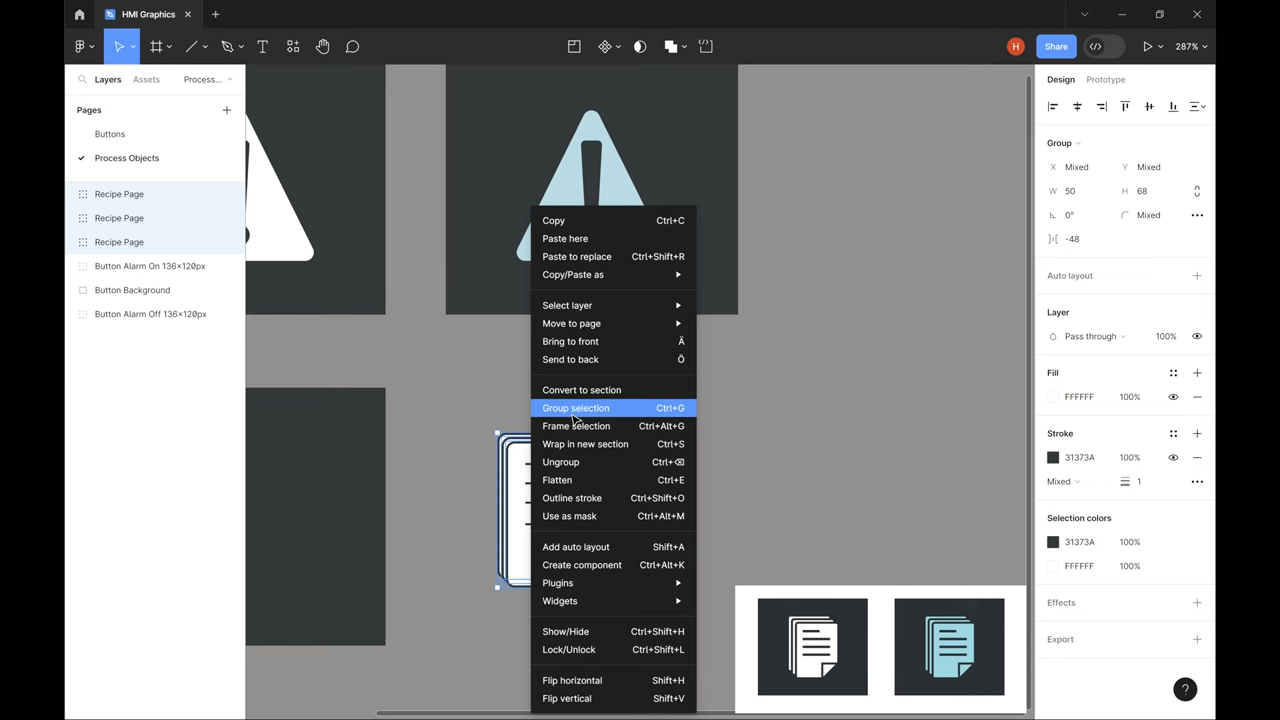 HMI Graphics
H
Share
287%
Layers
Assets
Process...
Pages
Buttons
Process Objects
Recipe Page
Recipe Page
Recipe Page
Button Alarm On 136×120px
Button Background
Button Alarm Off 136×120px
Copy Ctrl+C
Paste here
Paste to replace Ctrl+Shift+R
Copy/Paste as
Select layer
Move to page
Bring to front Ä
Send to back Ö
Convert to section
Group selection Ctrl+G
Frame selection Ctrl+Alt+G
Wrap in new section Ctrl+S
Ungroup Ctrl+⌫
Flatten Ctrl+E
Outline stroke Ctrl+Shift+O
Use as mask Ctrl+Alt+M
Add auto layout Shift+A
Create component Ctrl+Alt+K
Plugins
Widgets
Show/Hide Ctrl+Shift+H
Lock/Unlock Ctrl+Shift+L
Flip horizontal Shift+H
Flip vertical Shift+V
Design Prototype
Group
X Mixed Y Mixed
W 50 H 68
0° Mixed
-48
Auto layout
Layer
Pass through 100%
Fill
FFFFFF 100%
Stroke
31373A 100%
Mixed 1
Selection colors
31373A 100%
FFFFFF 100%
Effects
Export
?